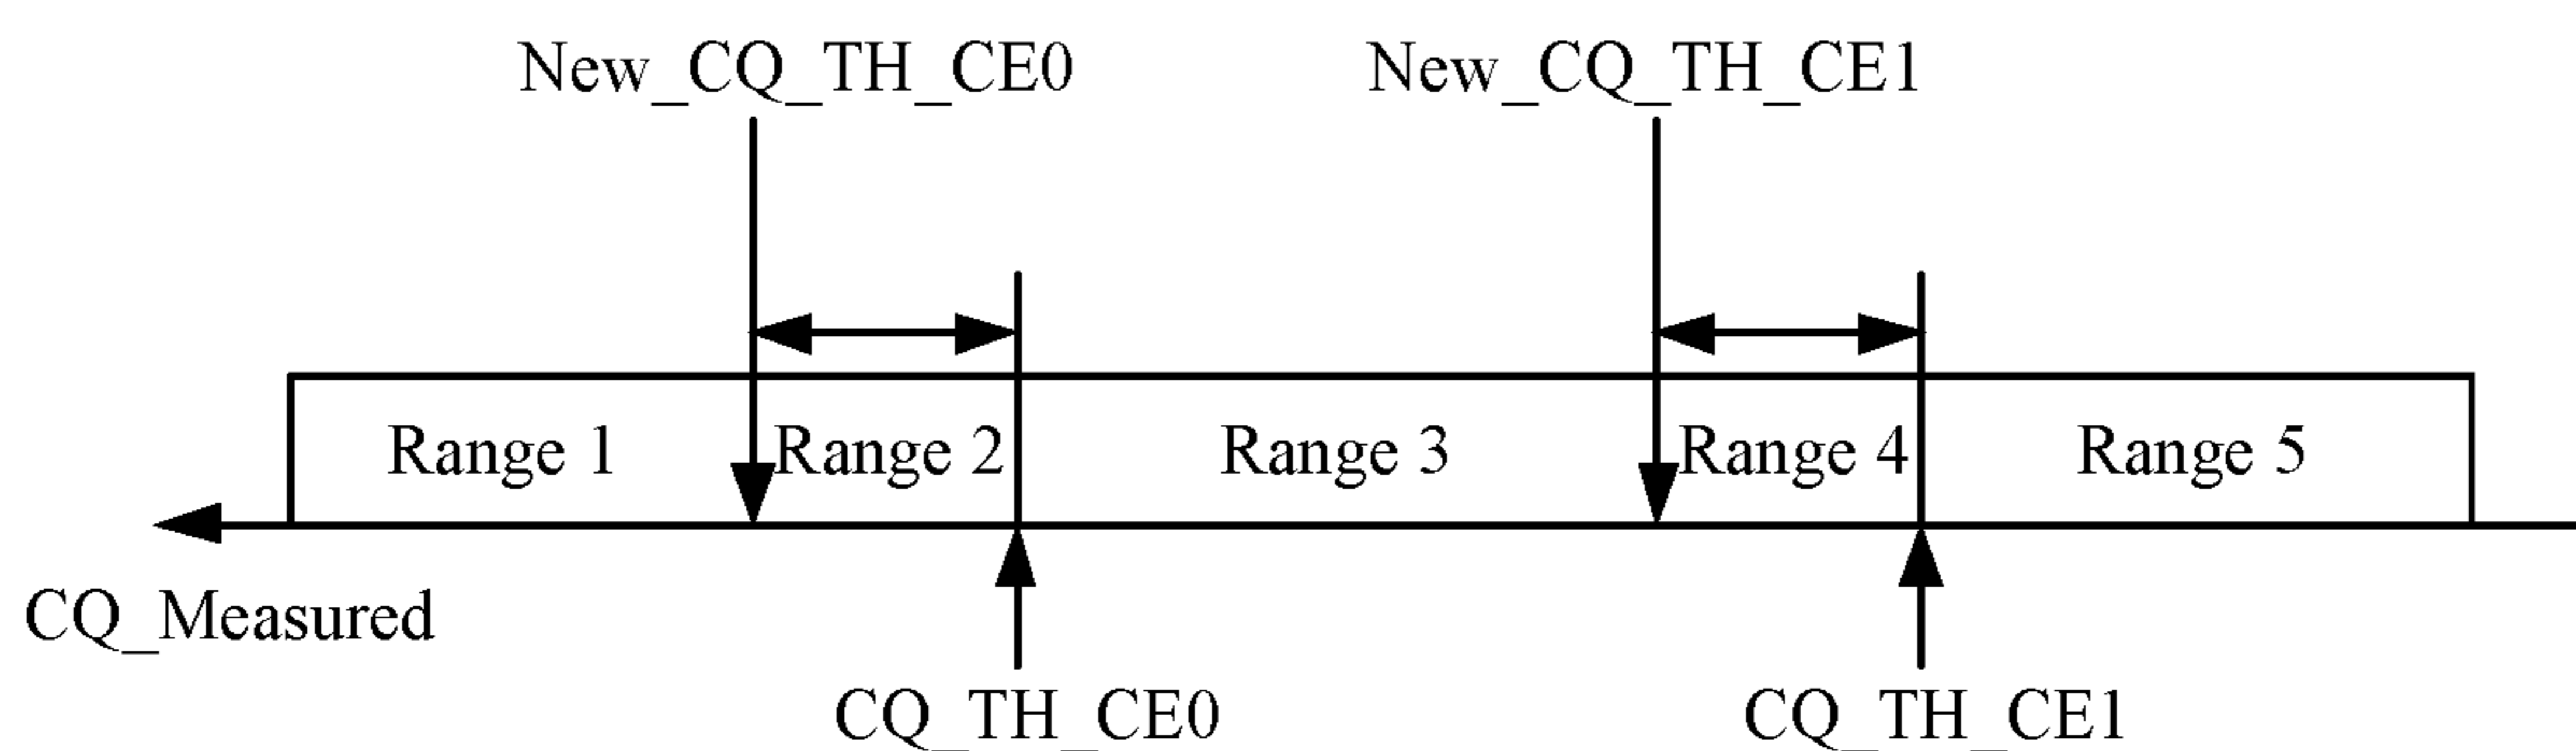 New_CQ_TH_CE0 New_CQ_TH_CE1
Range 1 Range 2 Range 3 Range 4 Range 5
CQ_Measured
CQ_TH_CE0 CQ_TH_CE1